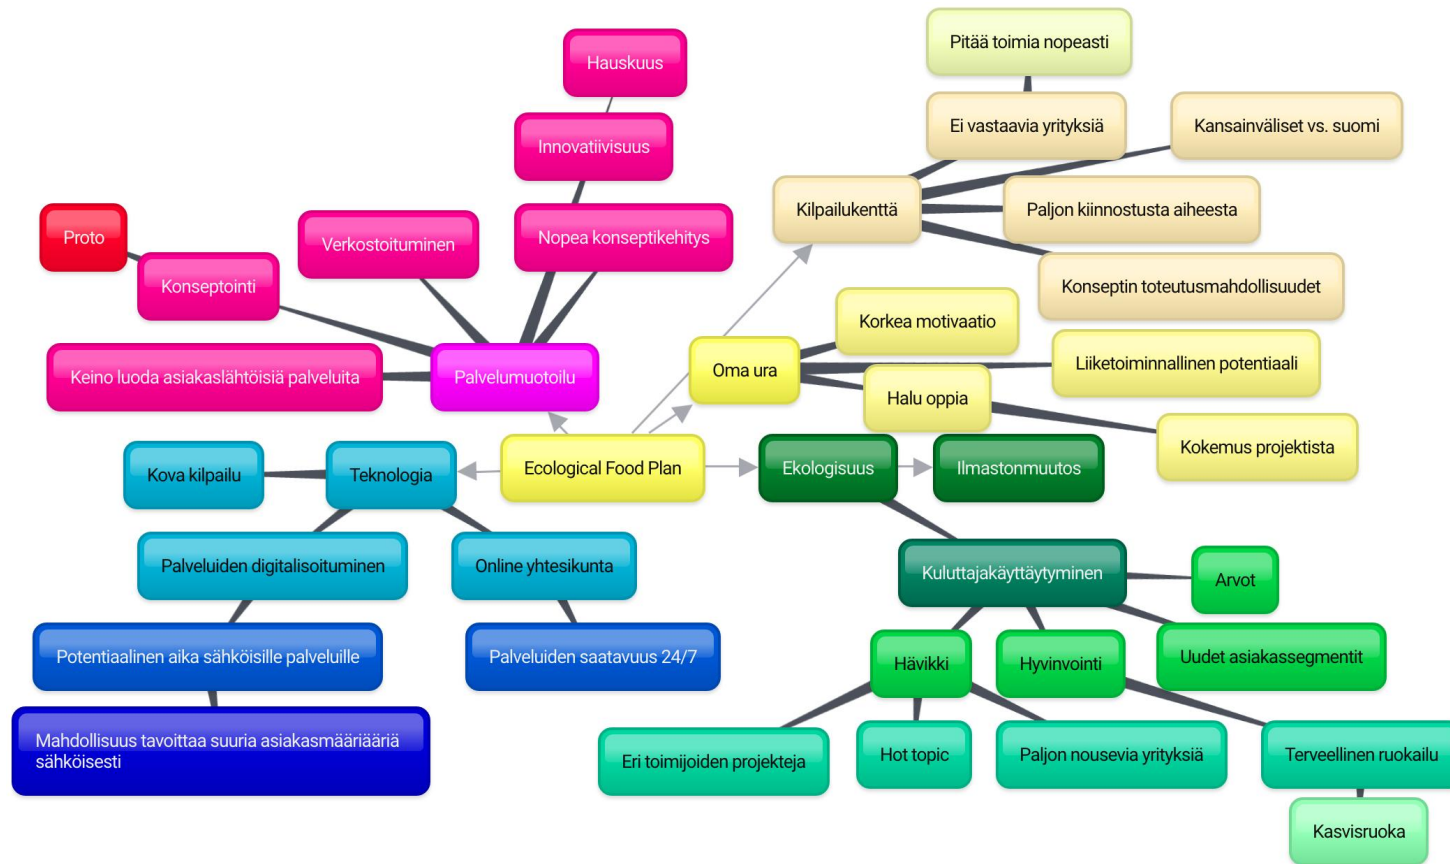 Pitää toimia nopeasti
Hauskuus
Ei vastaavia yrityksiä
Kansainväliset vs. suomi
Innovatiivisuus
Kilpailukenttä
Paljon kiinnostusta aiheesta
Proto
Verkostoituminen
Nopea konseptikehitys
Konseptointi
Konseptin toteutusmahdollisuudet
Korkea motivaatio
Keino luoda asiakaslähtöisiä palveluita
Palvelumuotoilu
Oma ura
Liiketoiminnallinen potentiaali
Halu oppia
Kokemus projektista
Kova kilpailu
Teknologia
Ecological Food Plan
Ekologisuus
Ilmastonmuutos
Palveluiden digitalisoituminen
Online yhtesikunta
Kuluttajakäyttäytyminen
Arvot
Potentiaalinen aika sähköisille palveluille
Palveluiden saatavuus 24/7
Hävikki
Hyvinvointi
Uudet asiakassegmentit
Mahdollisuus tavoittaa suuria asiakasmääriääriä
sähköisesti
Eri toimijoiden projekteja
Hot topic
Paljon nousevia yrityksiä
Terveellinen ruokailu
Kasvisruoka